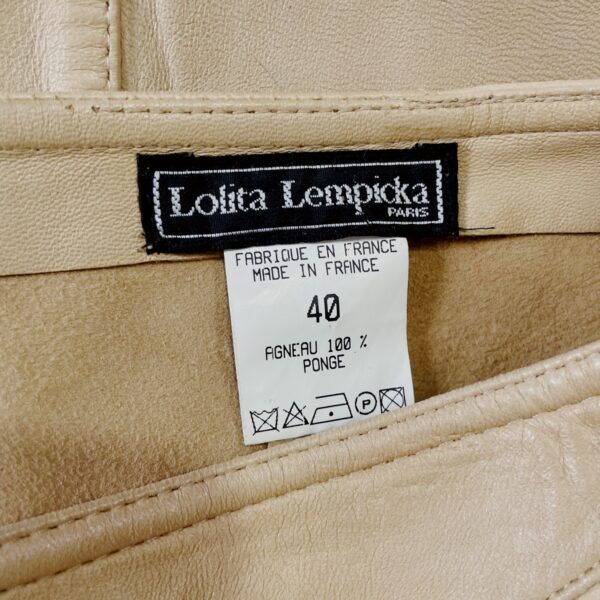 Lolita Lempicka
PARIS
FABRIQUE EN FRANCE
MADE IN FRANCE
40
AGNEAU 100 %
PONGE
P